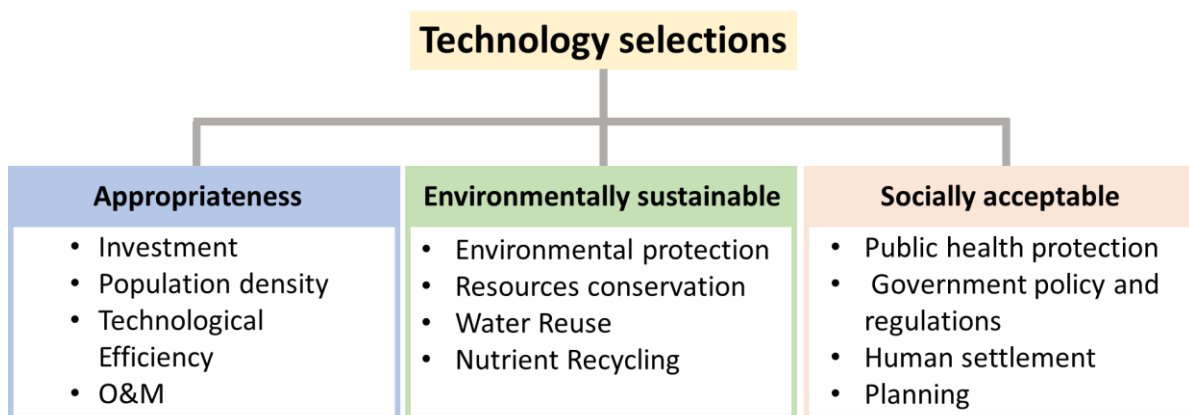 Technology selections
Appropriateness
• Investment
• Population density
• Technological
Efficiency
• O&M
Environmentally sustainable
• Environmental protection
• Resources conservation
• Water Reuse
• Nutrient Recycling
Socially acceptable
• Public health protection
• Government policy and
regulations
• Human settlement
• Planning